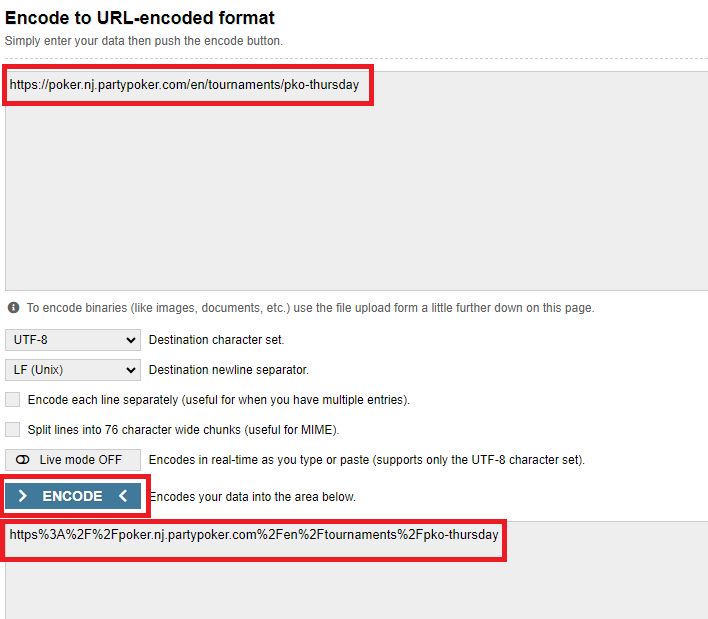 Encode to URL-encoded format
Simply enter your data then push the encode button.
https://poker.nj.partypoker.com/en/tournaments/pko-thursday
To encode binaries (like images, documents, etc.) use the file upload form a little further down on this page.
UTF-8 Destination character set.
LF (Unix) Destination newline separator.
Encode each line separately (useful for when you have multiple entries).
Split lines into 76 character wide chunks (useful for MIME).
Live mode OFF Encodes in real-time as you type or paste (supports only the UTF-8 character set).
ENCODE Encodes your data into the area below.
https%3A%2F%2Fpoker.nj.partypoker.com%2Fen%2Ftournaments%2Fpko-thursday